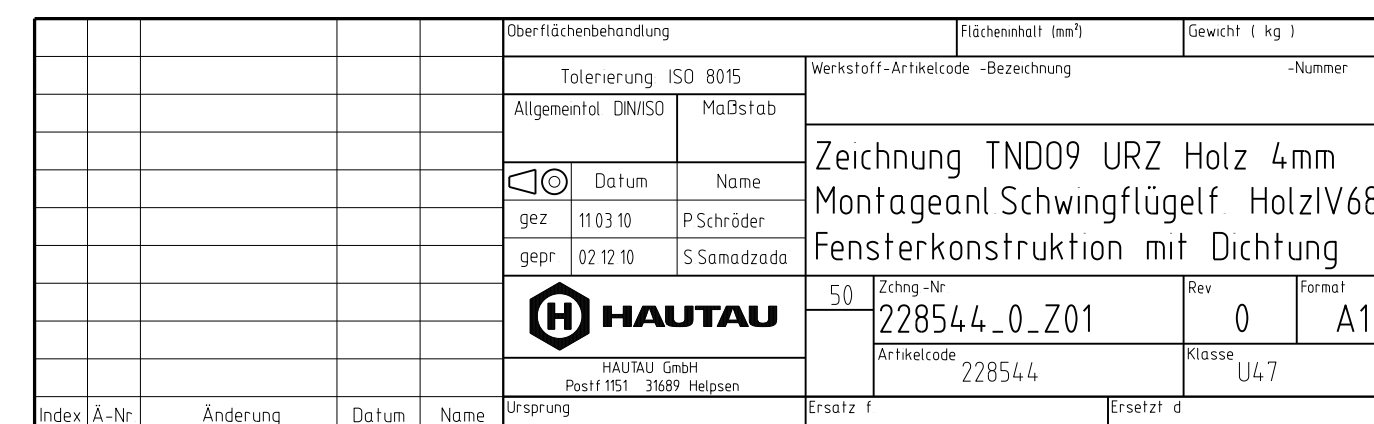 Oberflächenbehandlung
Flächeninhalt (mm²)
Gewicht ( kg )
Tolerierung ISO 8015
Werkstoff-Artikelcode -Bezeichnung -Nummer
Allgemeintol DIN/ISO
Maßstab
Zeichnung TND09 URZ Holz 4mm
Montageanl.Schwingflügelf. HolzIV68
Fensterkonstruktion mit Dichtung
Datum Name
gez 11 03 10 P Schröder
gepr 02 12 10 S Samadzada
H HAUTAU
HAUTAU GmbH
Postf 1151 31689 Helpsen
50
Zchng -Nr
228544_0_Z01
Rev
0
Format
A1
Artikelcode
228544
Klasse
U47
Index Ä-Nr. Änderung Datum Name
Ursprung
Ersatz f
Ersetzt d